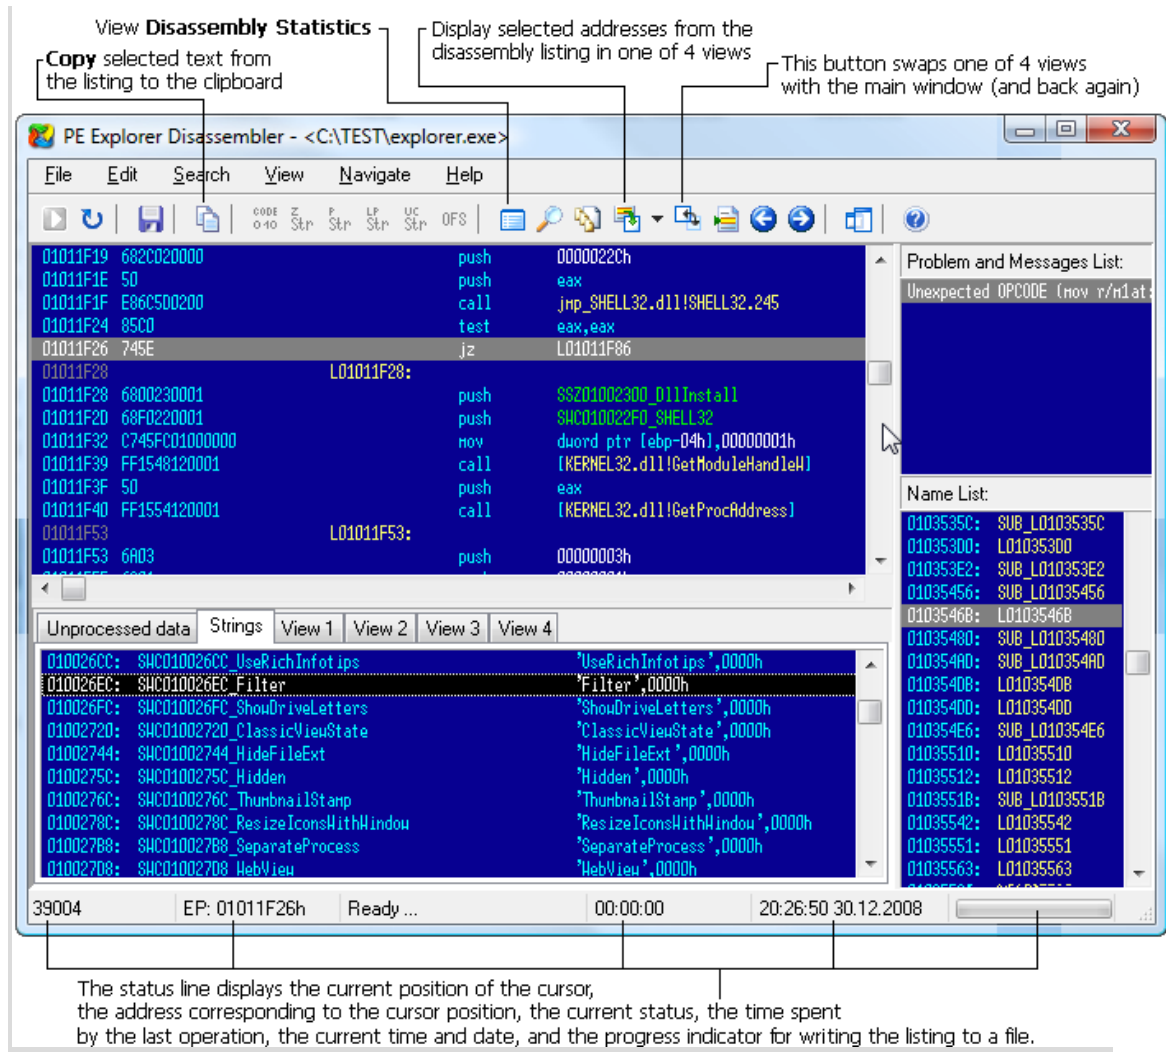 View Disassembly Statistics
Display selected addresses from the
disassembly listing in one of 4 views
Copy selected text from
the listing to the clipboard
This button swaps one of 4 views
with the main window (and back again)
PE Explorer Disassembler - <C:\TEST\explorer.exe>
File Edit Search View Navigate Help
CODE 040 Z Str P Str LP Str UC Str OFS
01011F19 682C020000 push 0000022Ch
01011F1E 50 push eax
01011F1F E86C5D0200 call jmp_SHELL32.dll!SHELL32.245
01011F24 85C0 test eax,eax
01011F26 745E jz L01011F86
01011F28 L01011F28:
01011F28 6800230001 push SSZ01002300_DllInstall
01011F2D 68F0220001 push SWC010022F0_SHELL32
01011F32 C745FC01000000 mov dword ptr [ebp-04h],00000001h
01011F39 FF1548120001 call [KERNEL32.dll!GetModuleHandleW]
01011F3F 50 push eax
01011F40 FF1554120001 call [KERNEL32.dll!GetProcAddress]
01011F53 L01011F53:
01011F53 6A03 push 00000003h
Problem and Messages List:
Unexpected OPCODE (mov r/m1at:
Name List:
0103535C: SUB_L0103535C
010353D0: L010353D0
010353E2: SUB_L010353E2
01035456: SUB_L01035456
0103546B: L0103546B
01035480: SUB_L01035480
010354AD: SUB_L010354AD
010354DB: L010354DB
010354DD: L010354DD
010354E6: SUB_L010354E6
01035510: L01035510
01035512: L01035512
0103551B: SUB_L0103551B
01035542: L01035542
01035551: L01035551
01035563: L01035563
Unprocessed data Strings View 1 View 2 View 3 View 4
010026CC: SWC010026CC_UseRichInfotips 'UseRichInfotips',0000h
010026EC: SWC010026EC_Filter 'Filter',0000h
010026FC: SWC010026FC_ShowDriveLetters 'ShowDriveLetters',0000h
01002720: SWC01002720_ClassicViewState 'ClassicViewState',0000h
01002744: SWC01002744_HideFileExt 'HideFileExt',0000h
0100275C: SWC0100275C_Hidden 'Hidden',0000h
0100276C: SWC0100276C_ThumbnailStamp 'ThumbnailStamp',0000h
0100278C: SWC0100278C_ResizeIconsWithWindow 'ResizeIconsWithWindow',0000h
010027B8: SWC010027B8_SeparateProcess 'SeparateProcess',0000h
010027D8: SWC010027D8_WebView 'WebView',0000h
39004 EP: 01011F26h Ready ... 00:00:00 20:26:50 30.12.2008
The status line displays the current position of the cursor,
the address corresponding to the cursor position, the current status, the time spent
by the last operation, the current time and date, and the progress indicator for writing the listing to a file.